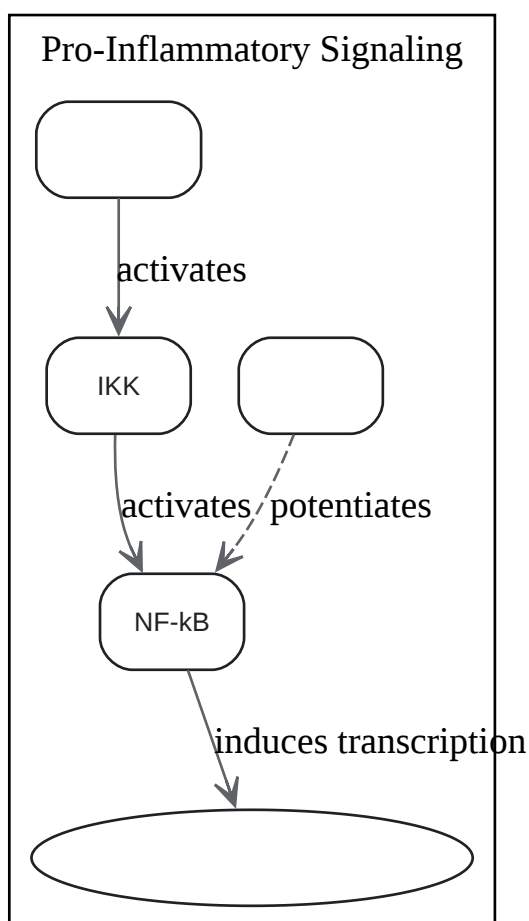 Pro-Inflammatory Signaling
activates
IKK
activates
potentiates
NF-kB
induces transcription